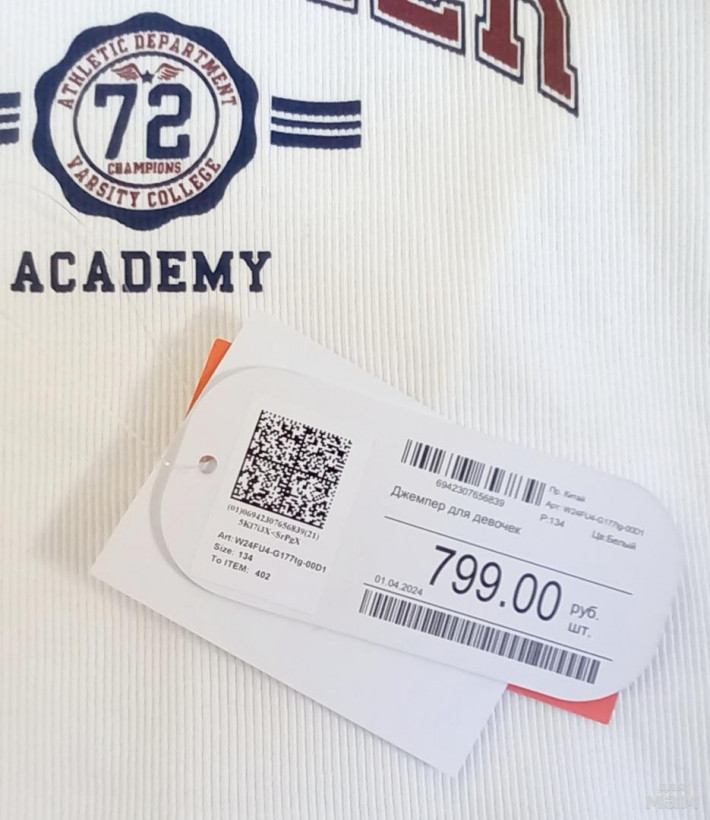 ATHLETIC DEPARTMENT
72
CHAMPIONS
VARSITY COLLEGE
ACADEMY
(01)06942307656839(21)
5KI7i3X<SrPgX
Art: W24FU4-G177tg-00D1
Size: 134
To ITEM: 402
6942307656839
Пр. Китай
Арт: W24FU4-G177tg-00D1
Джемпер для девочек
Р:134
Цв:Белый
799.00 руб.
шт.
01.04.2024